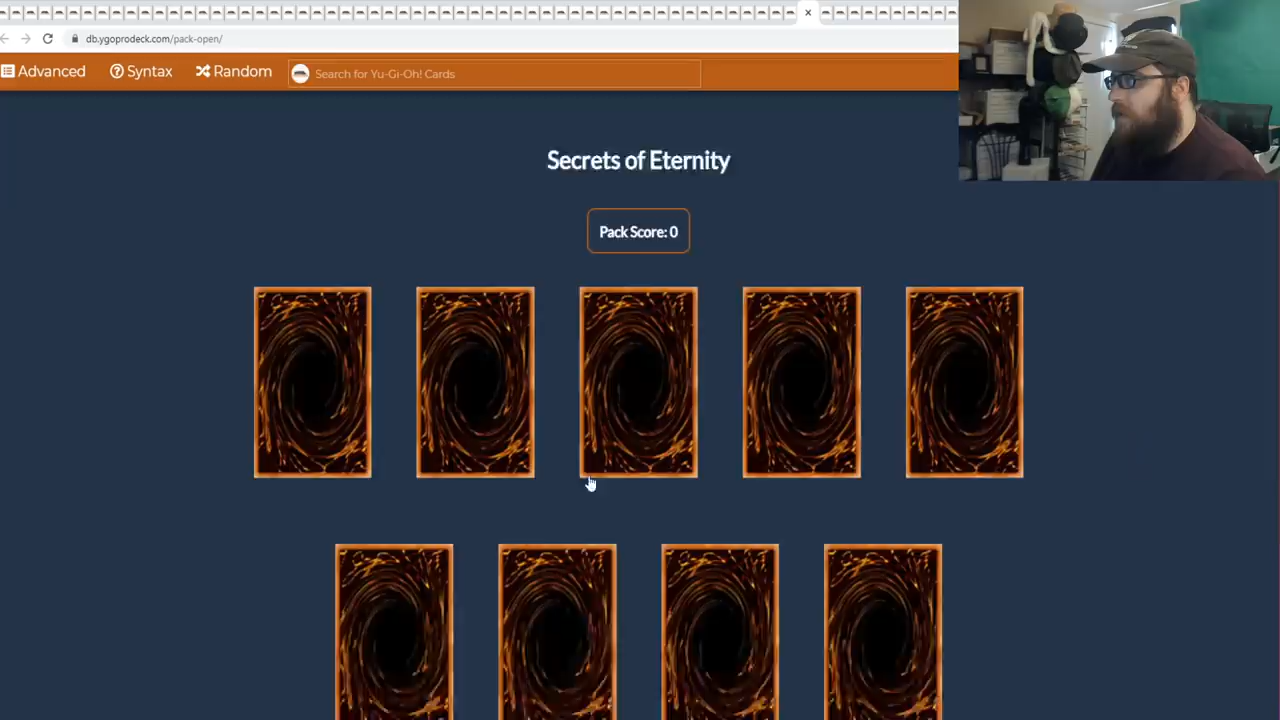 db.ygoprodeck.com/pack-open/
Advanced
Syntax
Random
Search for Yu-Gi-Oh! Cards
Secrets of Eternity
Pack Score: 0